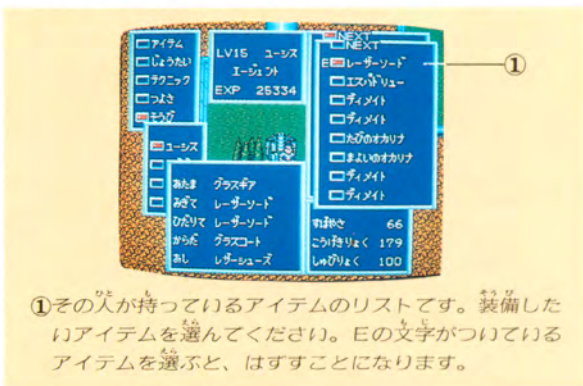 アイテム
じょうたい
テクニック
つよさ
そうび
LV15 ユーシス
エージェント
EXP 25334
NEXT
NEXT
E レーザーソード
エスパドリュー
ディメイト
ディメイト
たびのオカリナ
まよいのオカリナ
ディメイト
ディメイト
①
ユーシス
あたま グラスギア
みぎて レーザーソード
ひだりて レーザーソード
からだ グラスコート
あし レザーシューズ
すばやさ 66
こうげきりょく 179
しゅびりょく 100
①その人が持っているアイテムのリストです。装備した
いアイテムを選んでください。Eの文字がついている
アイテムを選ぶと、はずすことになります。